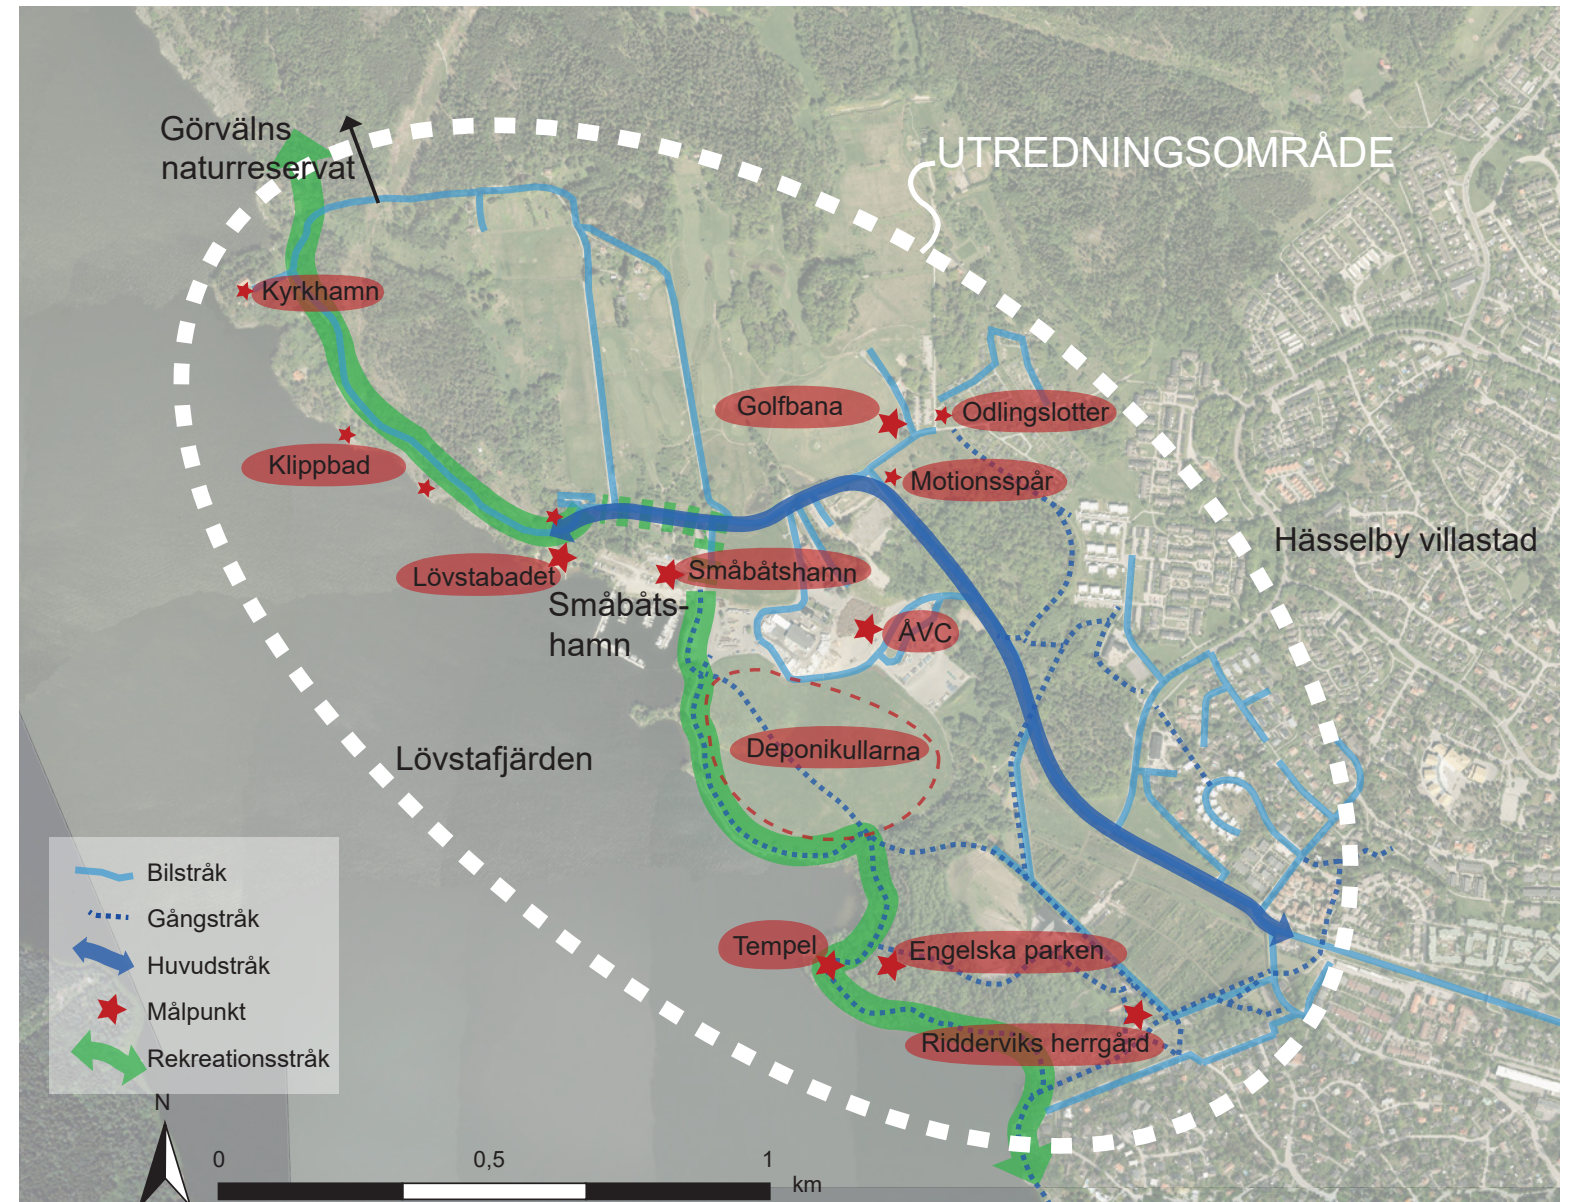 Görvälns
naturreservat
UTREDNINGSOMRÅDE
Kyrkhamn
Golfbana
Odlingslotter
Klippbad
Motionsspår
Hässelby villastad
Lövstabadet
Småbåtshamn
Småbåts-
hamn
ÅVC
Deponikullarna
Lövstafjärden
Tempel
Engelska parken
Ridderviks herrgård
Bilstråk
Gångstråk
Huvudstråk
Målpunkt
Rekreationsstråk
N
0 0,5 1
km